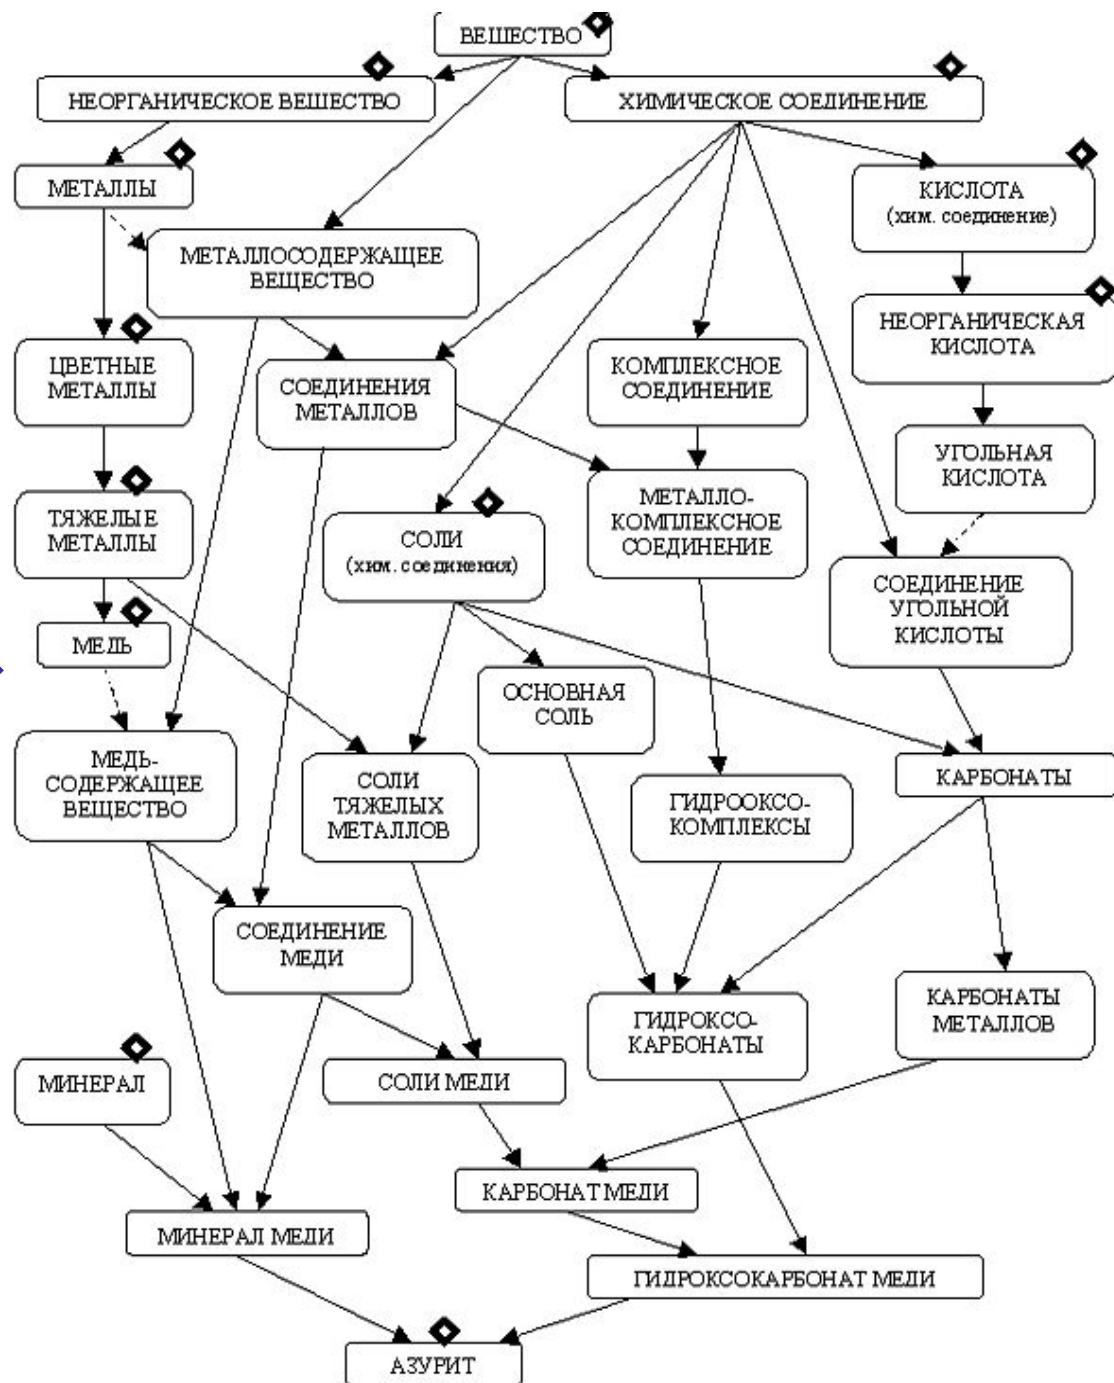 ВЕШЕСТВО
НЕОРГАНИЧЕСКОЕ ВЕШЕСТВО
ХИМИЧЕСКОЕ СОЕДИНЕНИЕ
МЕТАЛЛЫ
КИСЛОТА
(хим. соединение)
МЕТАЛЛОСОДЕРЖАЩЕЕ
ВЕЩЕСТВО
НЕОРГАНИЧЕСКАЯ
КИСЛОТА
ЦВЕТНЫЕ
МЕТАЛЛЫ
СОЕДИНЕНИЯ
МЕТАЛЛОВ
КОМПЛЕКСНОЕ
СОЕДИНЕНИЕ
УГОЛЬНАЯ
КИСЛОТА
ТЯЖЕЛЫЕ
МЕТАЛЛЫ
СОЛИ
(хим. соединения)
МЕТАЛЛО-
КОМПЛЕКСНОЕ
СОЕДИНЕНИЕ
СОЕДИНЕНИЕ
УГОЛЬНОЙ
КИСЛОТЫ
МЕДЬ
ОСНОВНАЯ
СОЛЬ
МЕДЬ-
СОДЕРЖАЩЕЕ
ВЕЩЕСТВО
СОЛИ
ТЯЖЕЛЫХ
МЕТАЛЛОВ
ГИДРООКСО-
КОМПЛЕКСЫ
КАРБОНАТЫ
СОЕДИНЕНИЕ
МЕДИ
ГИДРОКСО-
КАРБОНАТЫ
КАРБОНАТЫ
МЕТАЛЛОВ
МИНЕРАЛ
СОЛИ МЕДИ
КАРБОНАТ МЕДИ
МИНЕРАЛ МЕДИ
ГИДРОКСОКАРБОНАТ МЕДИ
АЗУРИТ